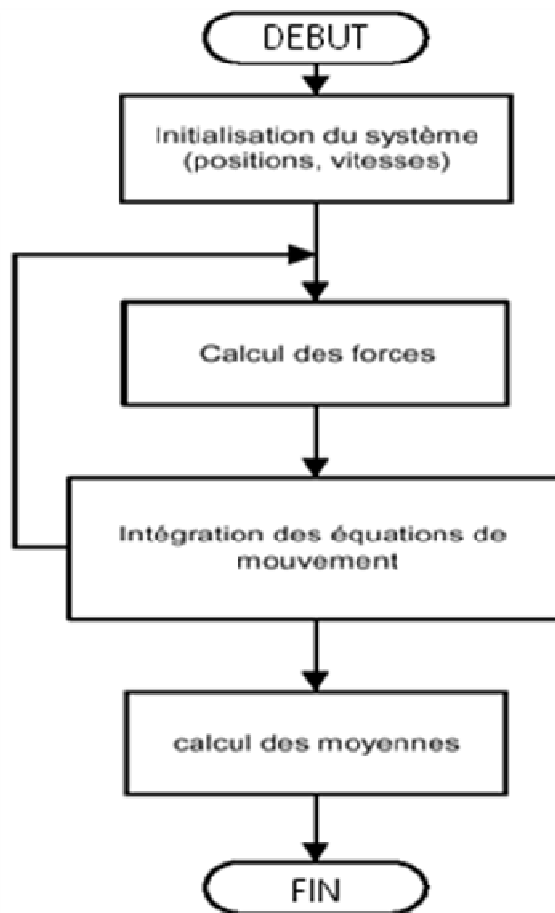 DEBUT
Initialisation du système
(positions, vitesses)
Calcul des forces
Intégration des équations de
mouvement
calcul des moyennes
FIN